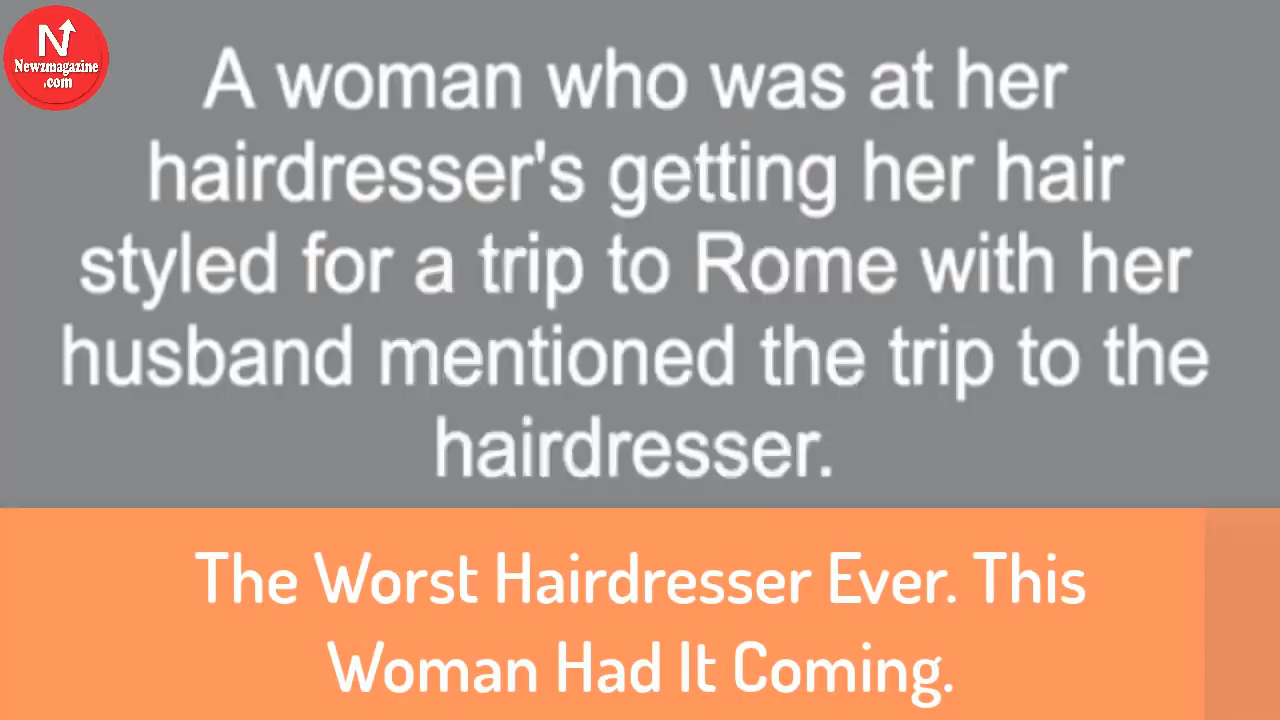 N
Newzmagazine
.com
A woman who was at her
hairdresser's getting her hair
styled for a trip to Rome with her
husband mentioned the trip to the
hairdresser.
The Worst Hairdresser Ever. This
Woman Had It Coming.